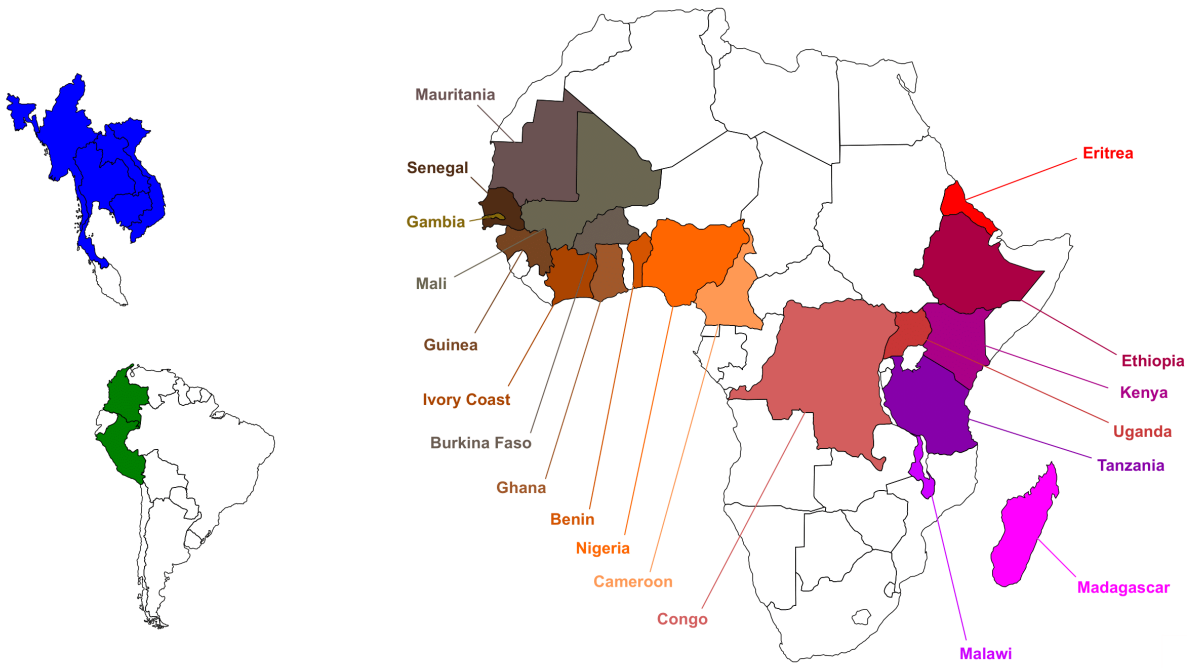 Mauritania
Eritrea
Senegal
Gambia
Mali
Guinea
Ethiopia
Kenya
Ivory Coast
Uganda
Burkina Faso
Tanzania
Ghana
Benin
Nigeria
Cameroon
Madagascar
Congo
Malawi